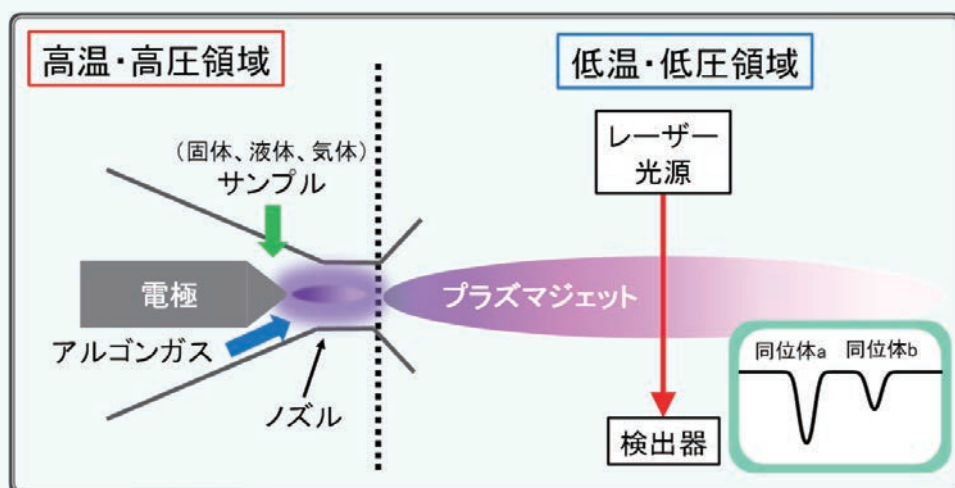 高温・高圧領域
低温・低圧領域
(固体、液体、気体)
サンプル
レーザー
光源
電極
プラズマジェット
アルゴンガス
ノズル
検出器
同位体a
同位体b